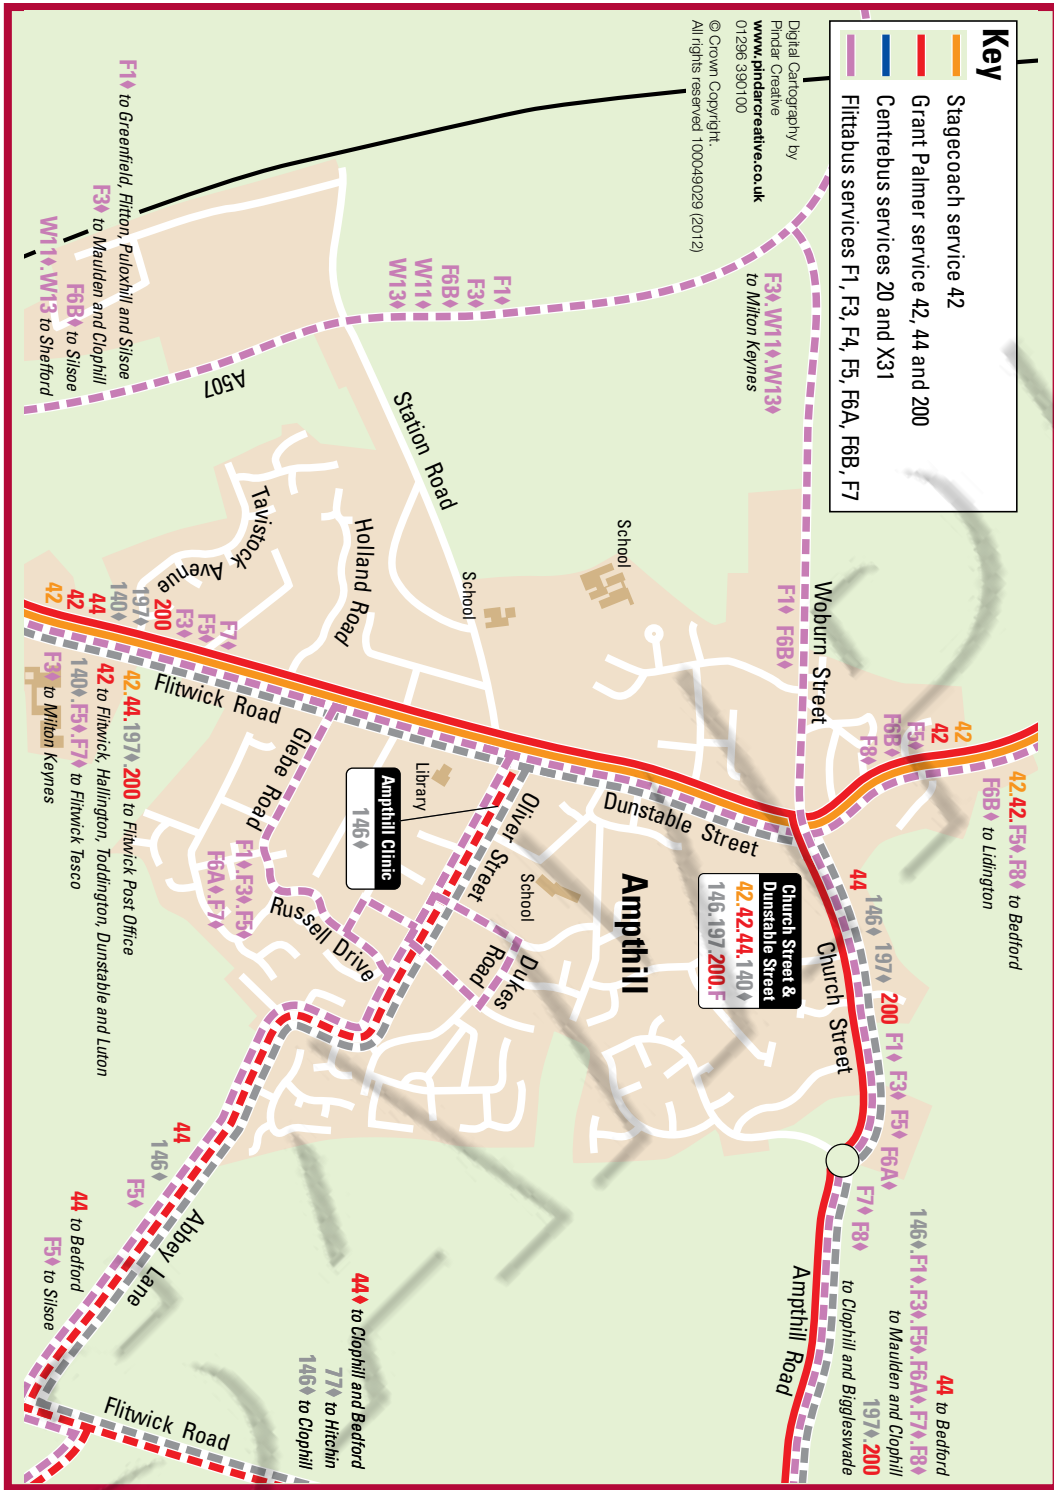 Key
Stagecoach service 42
Grant Palmer service 42, 44 and 200
Centrebus services 20 and X31
Flittabus services F1, F3, F4, F5, F6A, F6B, F7
Digital Cartography by
Pindar Creative
www.pindarcreative.co.uk
01296 390100
© Crown Copyright.
All rights reserved 100049029 (2012)
F3♦.W11♦.W13♦
to Milton Keynes
F1♦
F3♦
F6B♦
W11♦
W13♦
F1♦ to Greenfield, Flitton, Puloxhill and Silsoe
F3♦ to Maulden and Clophill
F6B♦ to Silsoe
W11♦.W13 to Shefford
A507
Station Road
Woburn Street
F1♦ F6B♦
School
School
Holland Road
Tavistock Avenue
F7♦
F5♦
F3♦
200
197♦
140♦
44
42
42
Flitwick Road
42.44.197♦.200 to Flitwick Post Office
42 to Flitwick, Hallington, Toddington, Dunstable and Luton
140♦.F5♦.F7♦ to Flitwick Tesco
F3♦ to Milton Keynes
42
42
F5♦
F6B♦
F8♦
42.42.F5♦.F8♦ to Bedford
F6B♦ to Lidington
Dunstable Street
Glebe Road
F1♦.F3♦.F5♦
F6A♦.F7♦
Library
Ampthill Clinic
146♦
Oliver Street
School
Ampthill
Church Street &
Dunstable Street
42.42.44.140♦
146.197.200.F
Russell Drive
Dukes
Road
44 146♦ 197♦ 200 F1♦ F3♦ F5♦ F6A♦
F7♦ F8♦
Church Street
Ampthill Road
44 to Bedford
146♦.F1♦.F3♦.F5♦.F6A♦.F7♦.F8♦
to Maulden and Clophill
197♦.200
to Clophill and Biggleswade
44
146♦
F5♦
Abbey Lane
44 to Bedford
F5♦ to Silsoe
44♦ to Clophill and Bedford
77♦ to Hitchin
146♦ to Clophill
Flitwick Road